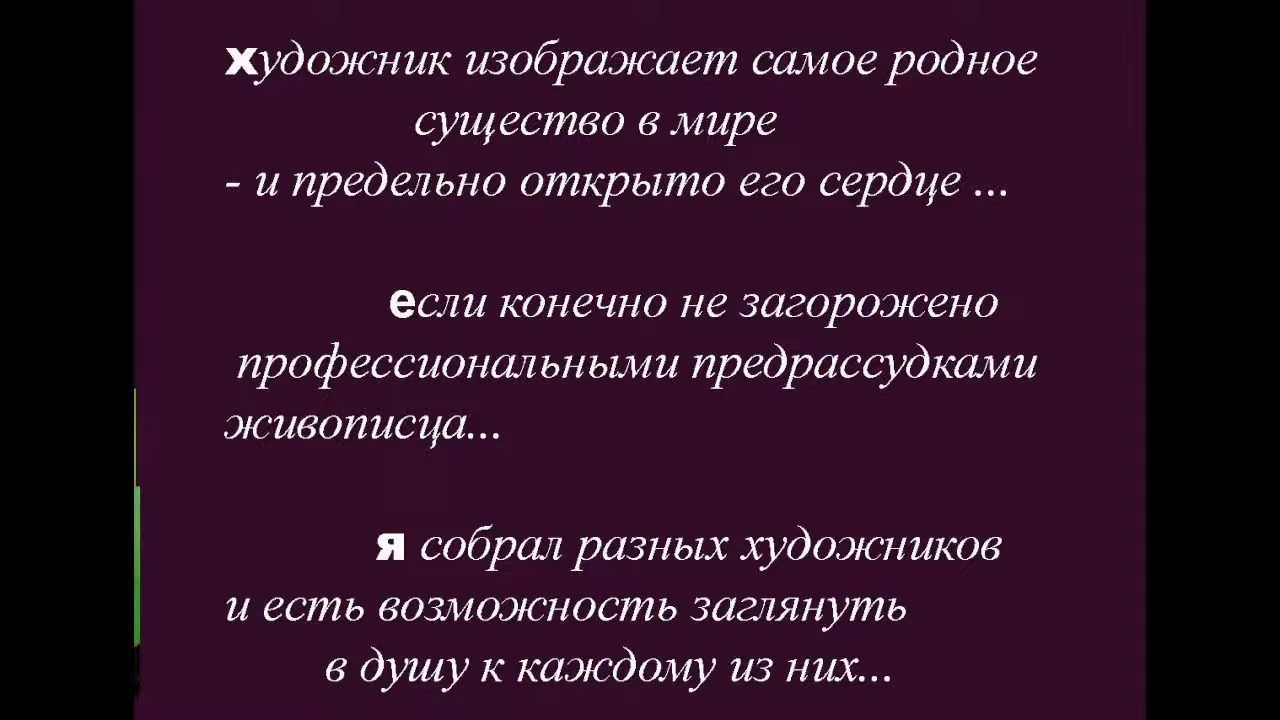 художник изображает самое родное
существо в мире
- и предельно открыто его сердце ...
если конечно не загорожено
профессиональными предрассудками
живописца...
я собрал разных художников
и есть возможность заглянуть
в душу к каждому из них...